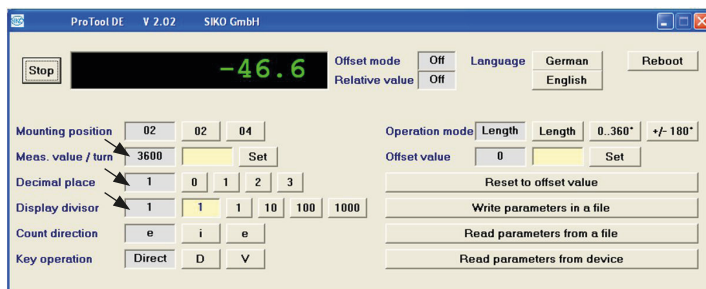 SIKO ProTool DE V 2.02 SIKO GmbH
Stop -46.6 Offset mode Off Language German Reboot
Relative value Off English
Mounting position 02 02 04 Operation mode Length Length 0..360° +/- 180°
Meas. value / turn 3600 Set Offset value 0 Set
Decimal place 1 0 1 2 3 Reset to offset value
Display divisor 1 1 1 10 100 1000 Write parameters in a file
Count direction e i e Read parameters from a file
Key operation Direct D V Read parameters from device